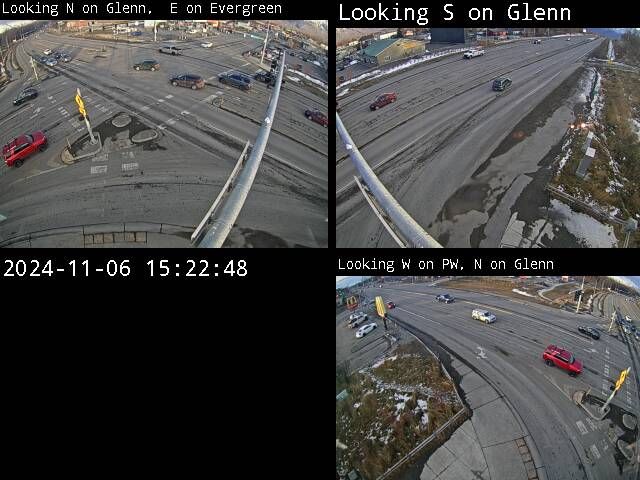 Looking N on Glenn,  E on Evergreen
Looking S on Glenn
2024-11-06 15:22:48
Looking W on PW, N on Glenn